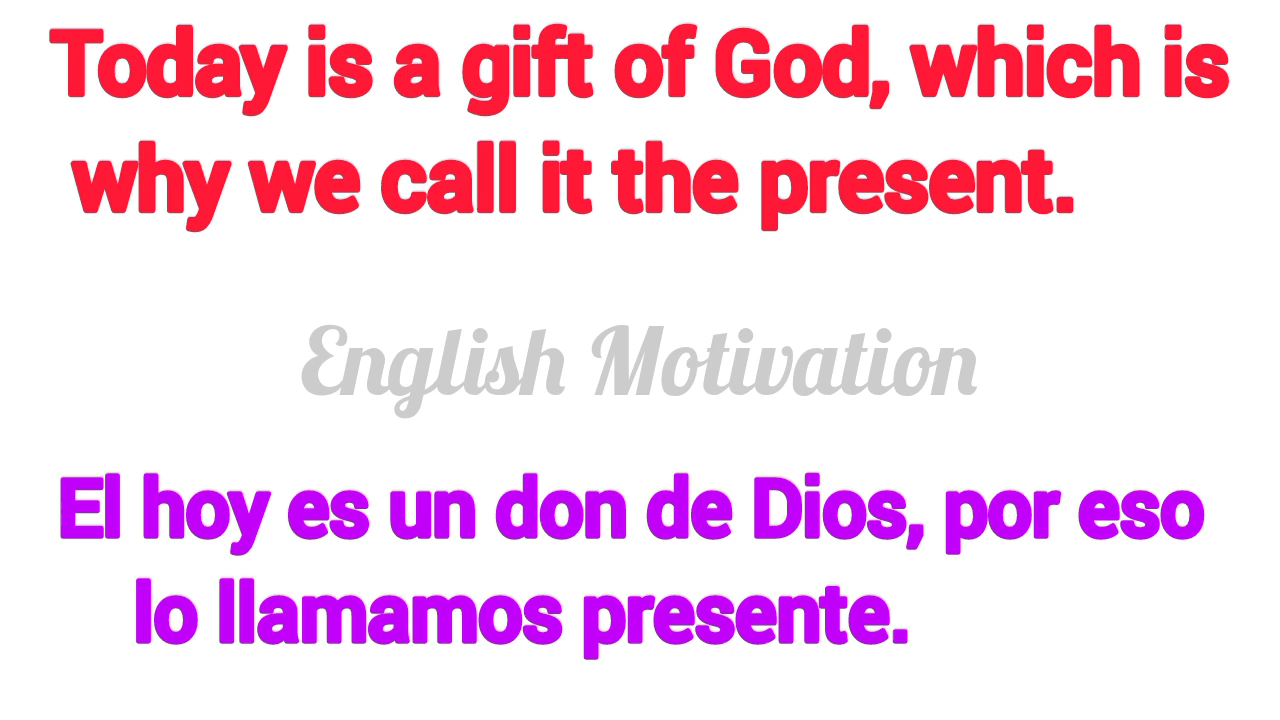 Today is a gift of God, which is
why we call it the present.
English Motivation
El hoy es un don de Dios, por eso
lo llamamos presente.